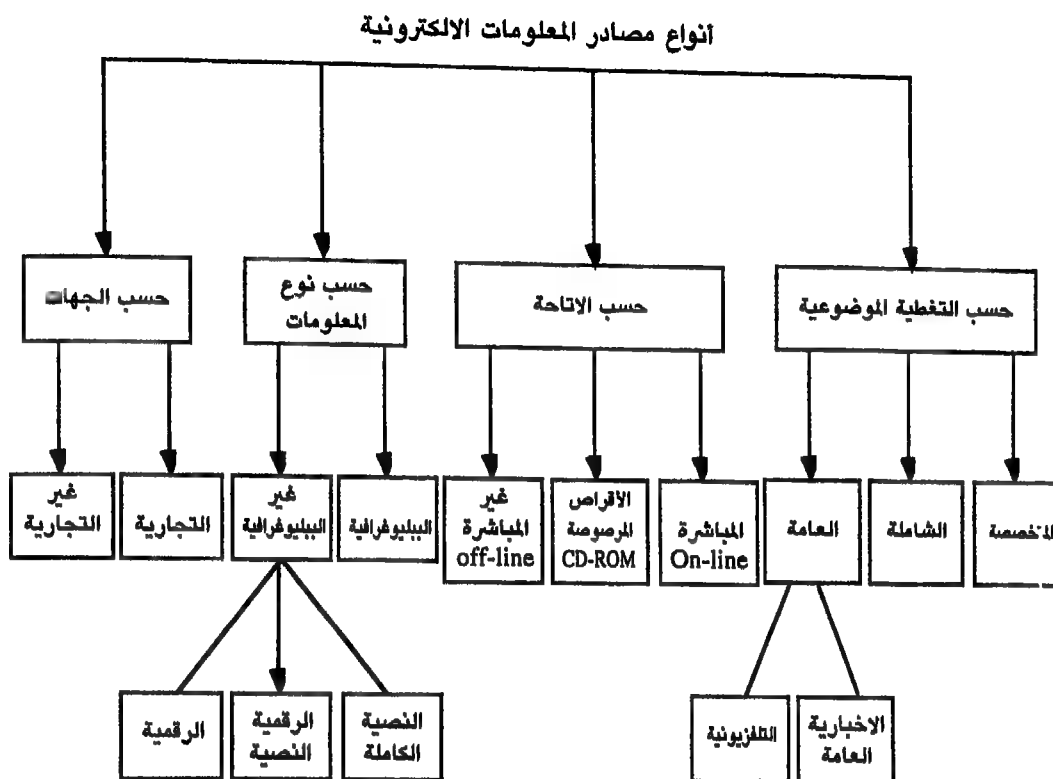 أنواع مصادر المعلومات الالكترونية
حسب التغطية الموضوعية
حسب الاتاحة
حسب نوع
المعلومات
حسب
المتخصصة
الشاملة
العامة
المباشرة
On-line
الأقراص
المرصوصة
CD-ROM
غير
المباشرة
off-line
الببليوغرافية
غير
الببليوغرافية
التجارية
غير
التجارية
الاخبارية
العامة
التلفزيونية
النصية
الكاملة
الرقمية
النصية
الرقمية